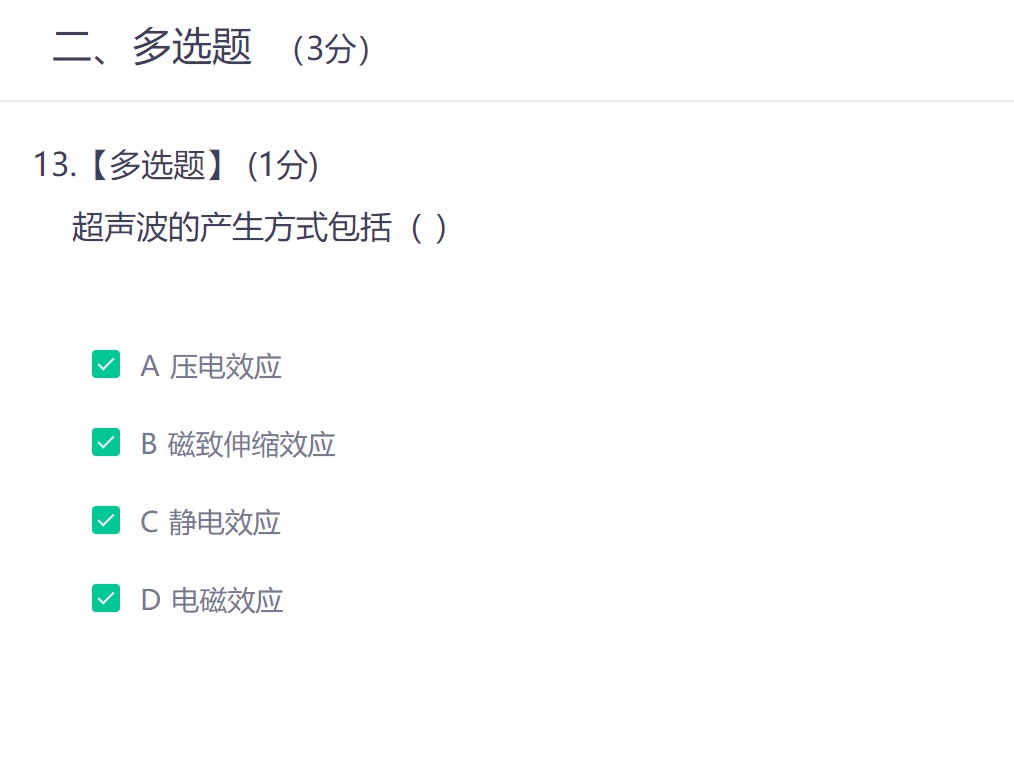 二、多选题 （3分）
13.【多选题】 (1分)
超声波的产生方式包括（ ）
A 压电效应
B 磁致伸缩效应
C 静电效应
D 电磁效应